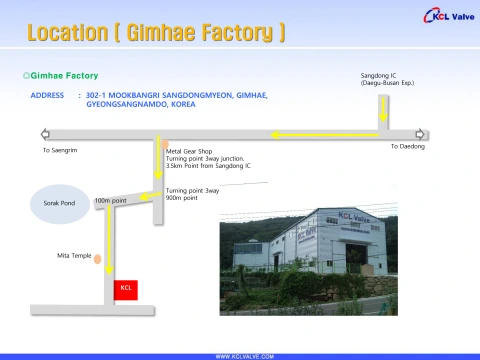 KCL Valve
Location ( Gimhae Factory )
Gimhae Factory
ADDRESS : 302-1 MOOKBANGRI SANGDONGMYEON, GIMHAE,
GYEONGSANGNAMDO, KOREA
Sangdong IC
(Daegu-Busan Exp.)
To Saengrim
To Daedong
Metal Gear Shop
Turning point 3way junction.
3.5km Point from Sangdong IC
Turning point 3way
900m point
Sorak Pond
100m point
Mita Temple
KCL
KCL Valve
WWW.KCLVALVE.COM